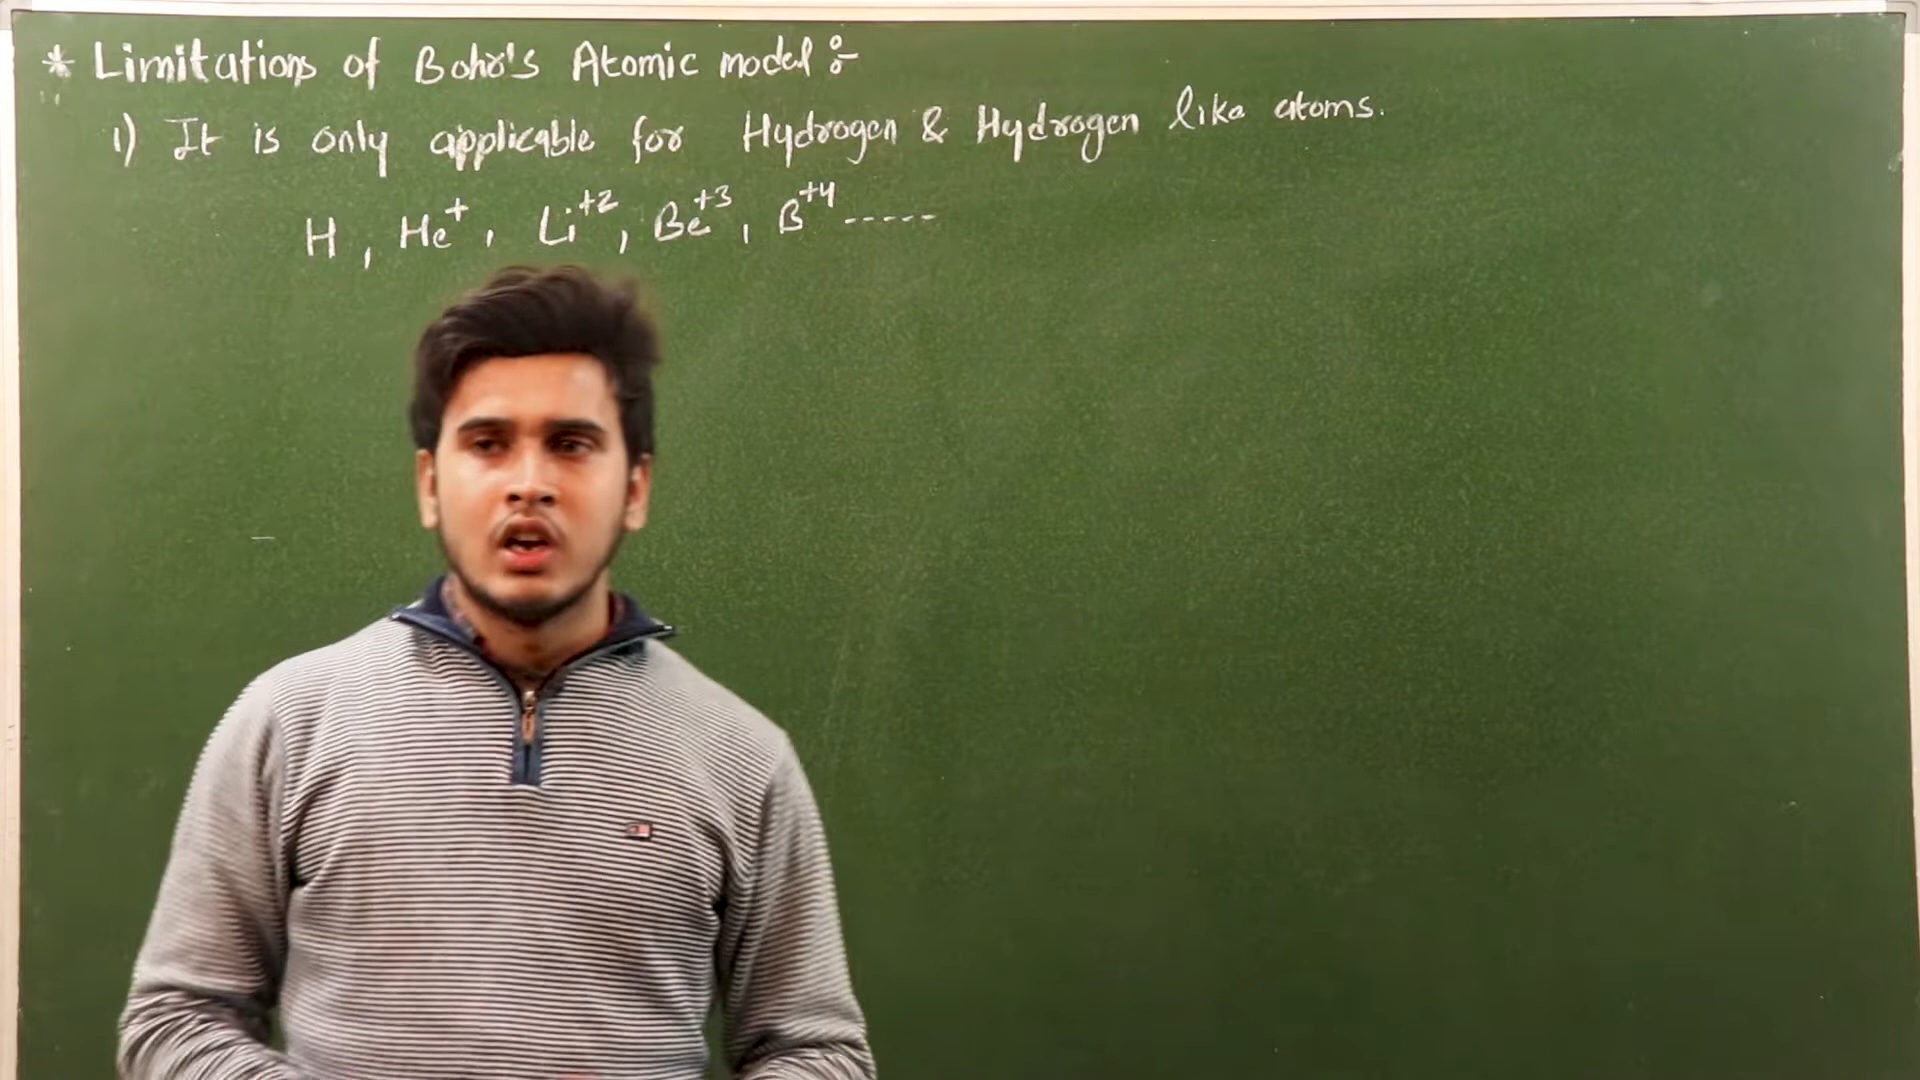 * Limitations of Bohr's Atomic model :-
1) It is only applicable for Hydrogen & Hydrogen like atoms.
H, He⁺, Li⁺², Be⁺³, B⁺⁴ -----